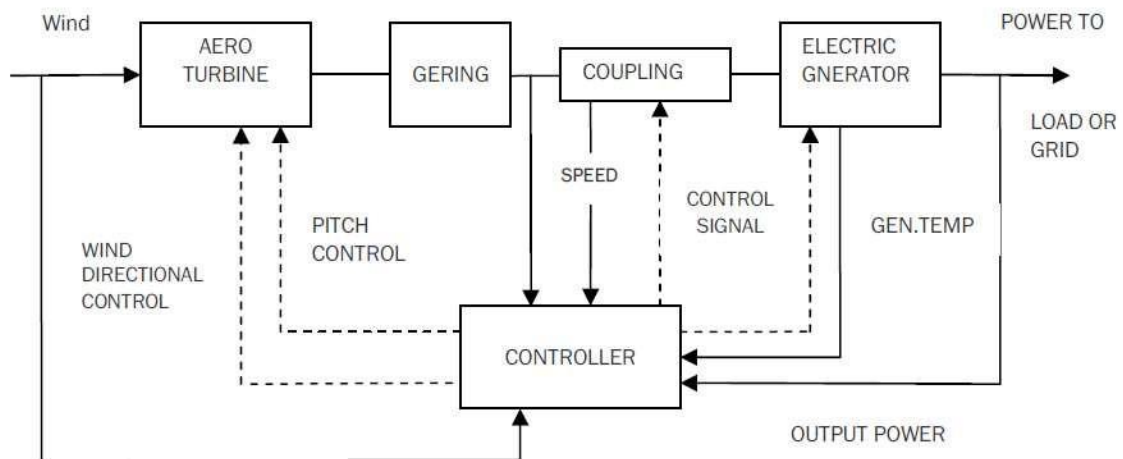 Wind
AERO
TURBINE
GERING
COUPLING
ELECTRIC
GNERATOR
POWER TO
LOAD OR
GRID
SPEED
CONTROL
SIGNAL
GEN.TEMP
PITCH
CONTROL
WIND
DIRECTIONAL
CONTROL
CONTROLLER
OUTPUT POWER